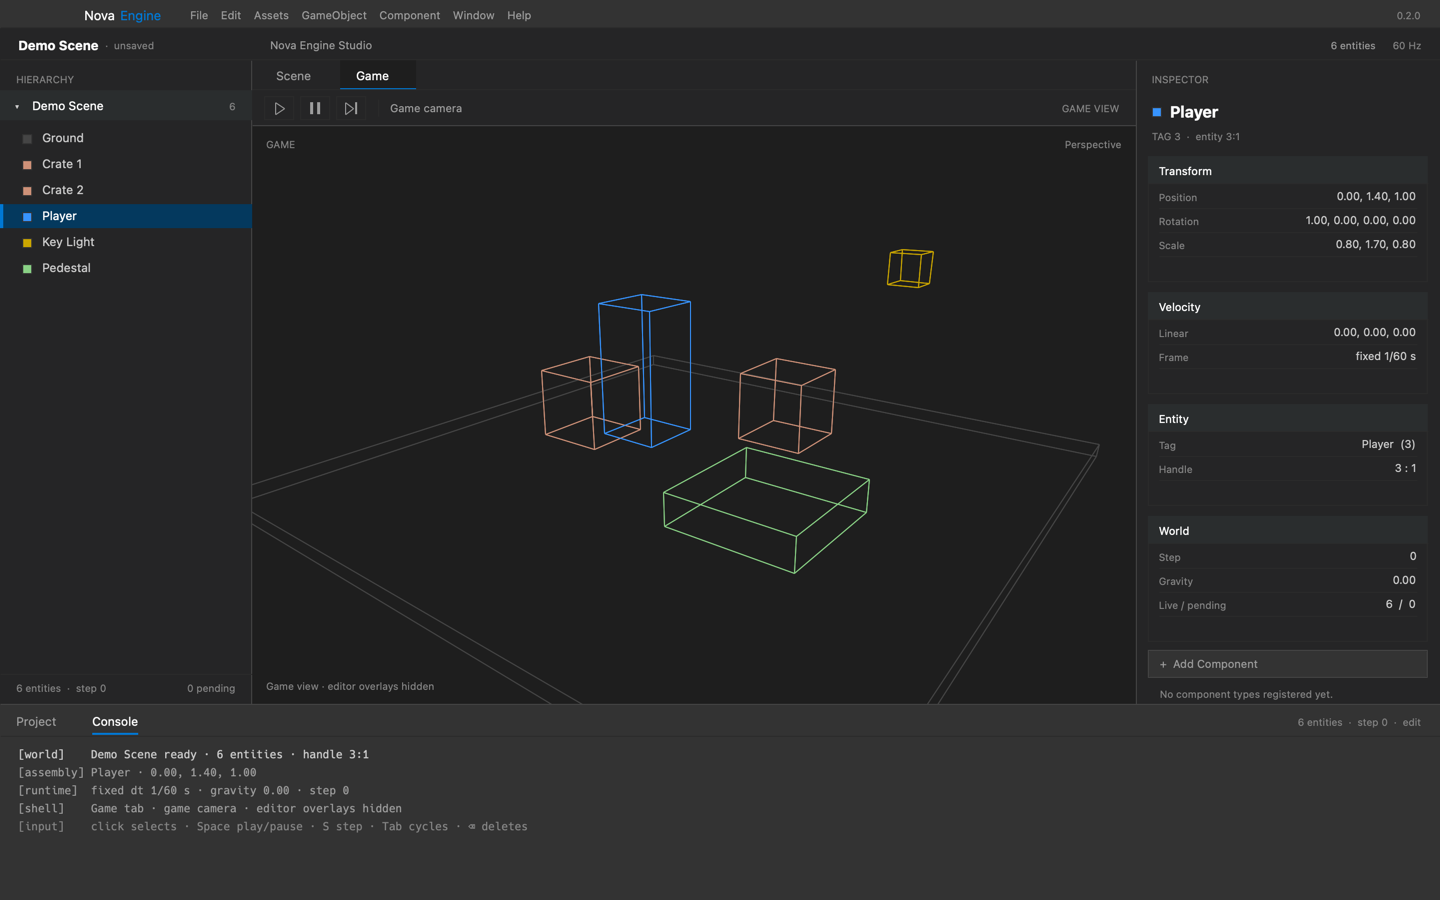 Nova Engine File Edit Assets GameObject Component Window Help 0.2.0
Demo Scene · unsaved Nova Engine Studio 6 entities 60 Hz
HIERARCHY
▾ Demo Scene 6
Ground
Crate 1
Crate 2
Player
Key Light
Pedestal
6 entities · step 0 0 pending
Scene Game
Game camera GAME VIEW
GAME Perspective
Game view · editor overlays hidden
INSPECTOR
Player
TAG 3 · entity 3:1
Transform
Position 0.00, 1.40, 1.00
Rotation 1.00, 0.00, 0.00, 0.00
Scale 0.80, 1.70, 0.80
Velocity
Linear 0.00, 0.00, 0.00
Frame fixed 1/60 s
Entity
Tag Player (3)
Handle 3 : 1
World
Step 0
Gravity 0.00
Live / pending 6 / 0
+ Add Component
No component types registered yet.
Project Console 6 entities · step 0 · edit
[world] Demo Scene ready · 6 entities · handle 3:1
[assembly] Player · 0.00, 1.40, 1.00
[runtime] fixed dt 1/60 s · gravity 0.00 · step 0
[shell] Game tab · game camera · editor overlays hidden
[input] click selects · Space play/pause · S step · Tab cycles · ⌫ deletes